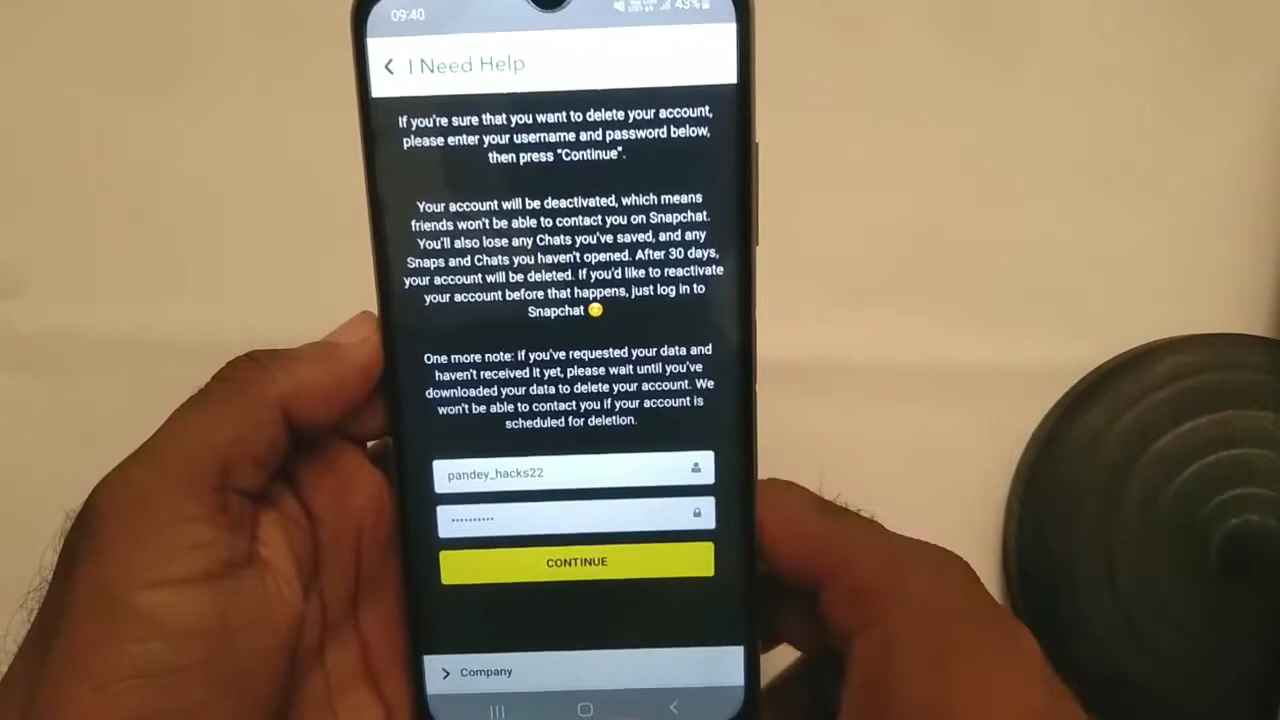 09:40
43%
I Need Help
If you're sure that you want to delete your account,
please enter your username and password below,
then press "Continue".
Your account will be deactivated, which means
friends won't be able to contact you on Snapchat.
You'll also lose any Chats you've saved, and any
Snaps and Chats you haven't opened. After 30 days,
your account will be deleted. If you'd like to reactivate
your account before that happens, just log in to
Snapchat 😊
One more note: if you've requested your data and
haven't received it yet, please wait until you've
downloaded your data to delete your account. We
won't be able to contact you if your account is
scheduled for deletion.
pandey_hacks22
CONTINUE
Company